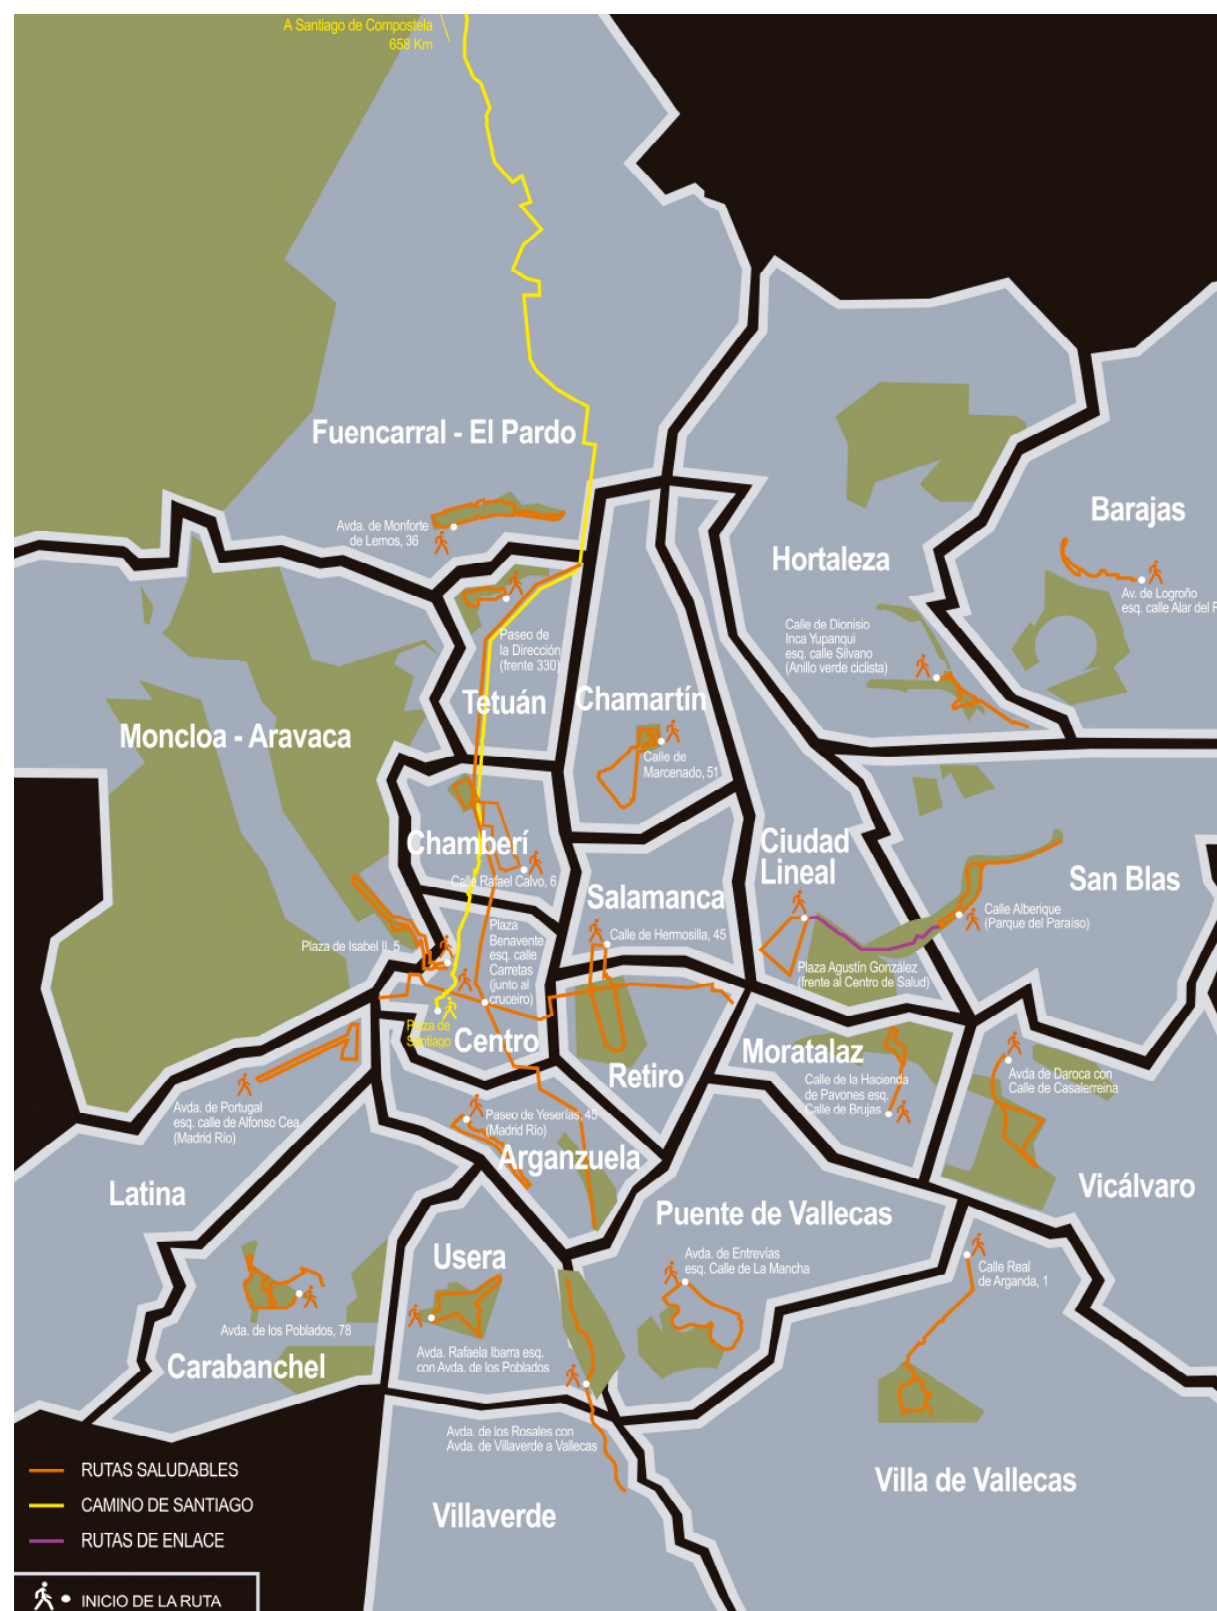 A Santiago de Compostela
658 Km
Fuencarral - El Pardo
Avda. de Monforte
de Lemos, 36
Barajas
Hortaleza
Av. de Logroño
esq. calle Alar del
Calle de Dionisio
Inca Yupanqui
esq. calle Silvano
(Anillo verde ciclista)
Paseo de
la Dirección
(frente 330)
Tetuán
Chamartín
Moncloa - Aravaca
Calle de
Marcenado, 51
Chamberí
Calle Rafael Calvo, 6
Ciudad
Lineal
San Blas
Salamanca
Calle de Hermosilla, 45
Calle Alberique
(Parque del Paraíso)
Plaza de Isabel II, 5
Plaza
Benavente
esq. calle
Carretas
(junto al
cruceiro)
Plaza Agustín González
(frente al Centro de Salud)
Plaza de
Santiago
Centro
Retiro
Moratalaz
Calle de la Hacienda
de Pavones esq.
Calle de Brujas
Avda de Daroca con
Calle de Casalerreina
Avda. de Portugal
esq. calle de Alfonso Cea
(Madrid Río)
Paseo de Yeserías, 45
(Madrid Río)
Arganzuela
Latina
Vicálvaro
Puente de Vallecas
Usera
Avda. de Entrevías
esq. Calle de La Mancha
Calle Real
de Arganda, 1
Avda. de los Poblados, 78
Carabanchel
Avda. Rafaela Ibarra esq.
con Avda. de los Poblados
Avda. de los Rosales con
Avda. de Villaverde a Vallecas
Villa de Vallecas
Villaverde
RUTAS SALUDABLES
CAMINO DE SANTIAGO
RUTAS DE ENLACE
INICIO DE LA RUTA